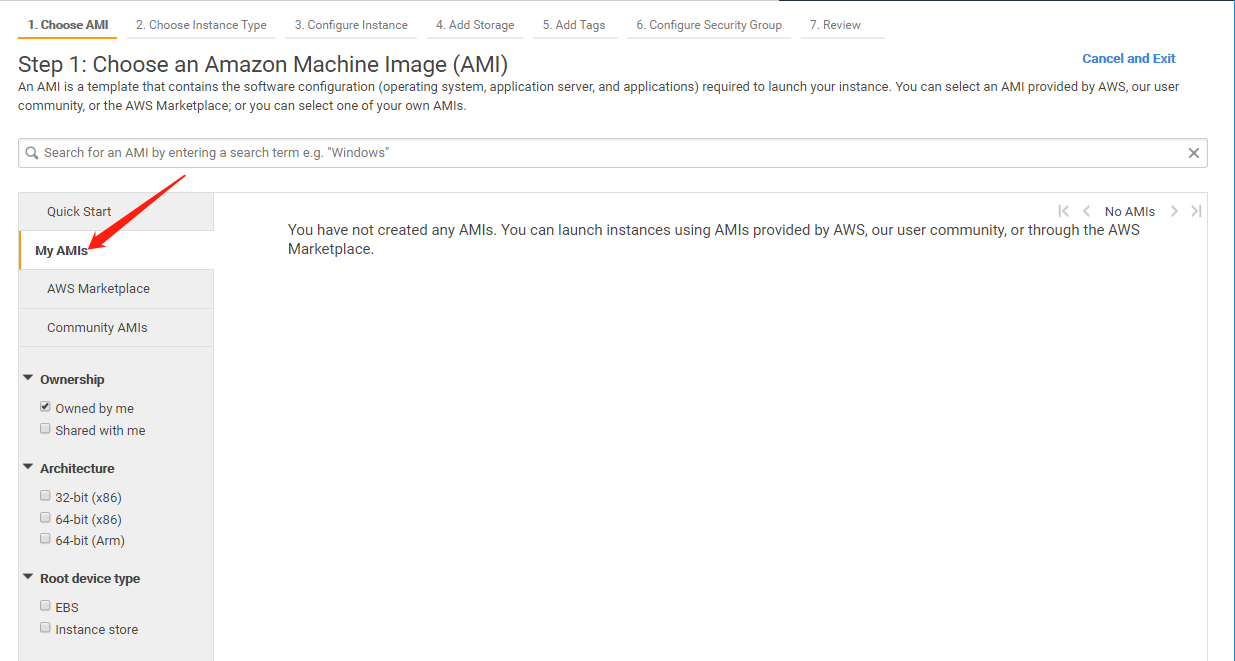 1. Choose AMI 2. Choose Instance Type 3. Configure Instance 4. Add Storage 5. Add Tags 6. Configure Security Group 7. Review
Step 1: Choose an Amazon Machine Image (AMI)
Cancel and Exit
An AMI is a template that contains the software configuration (operating system, application server, and applications) required to launch your instance. You can select an AMI provided by AWS, our user
community, or the AWS Marketplace; or you can select one of your own AMIs.
Search for an AMI by entering a search term e.g. "Windows"
Quick Start
My AMIs
AWS Marketplace
Community AMIs
Ownership
Owned by me
Shared with me
Architecture
32-bit (x86)
64-bit (x86)
64-bit (Arm)
Root device type
EBS
Instance store
No AMIs
You have not created any AMIs. You can launch instances using AMIs provided by AWS, our user community, or through the AWS
Marketplace.